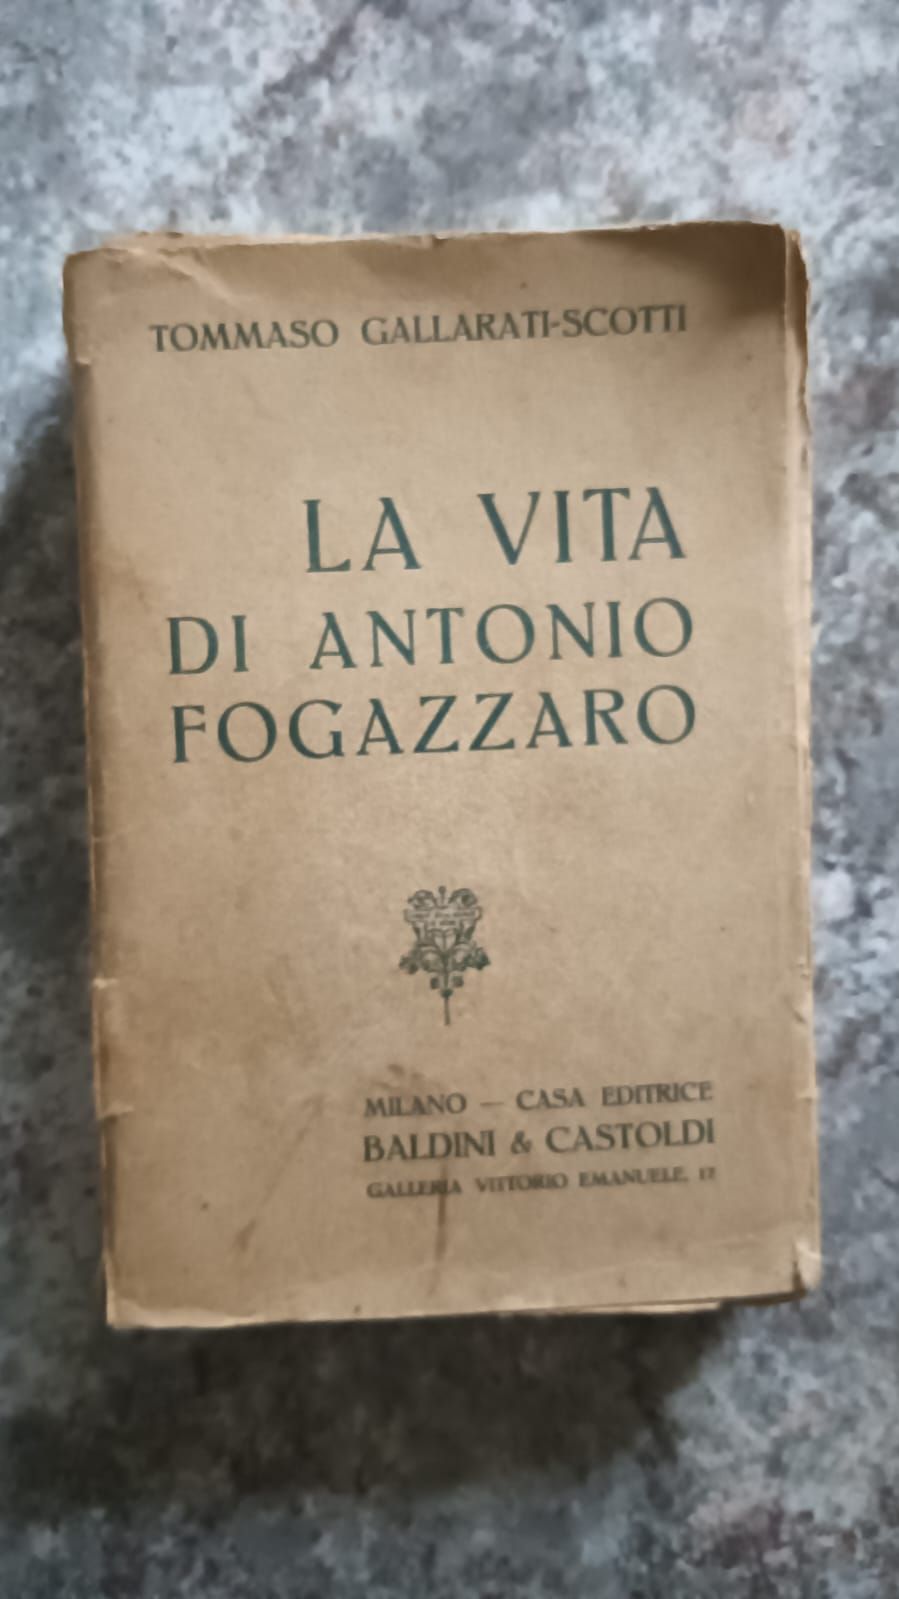 TOMMASO GALLARATI-SCOTTI
LA VITA
DI ANTONIO
FOGAZZARO
MILANO — CASA EDITRICE
BALDINI & CASTOLDI
GALLERIA VITTORIO EMANUELE, 17